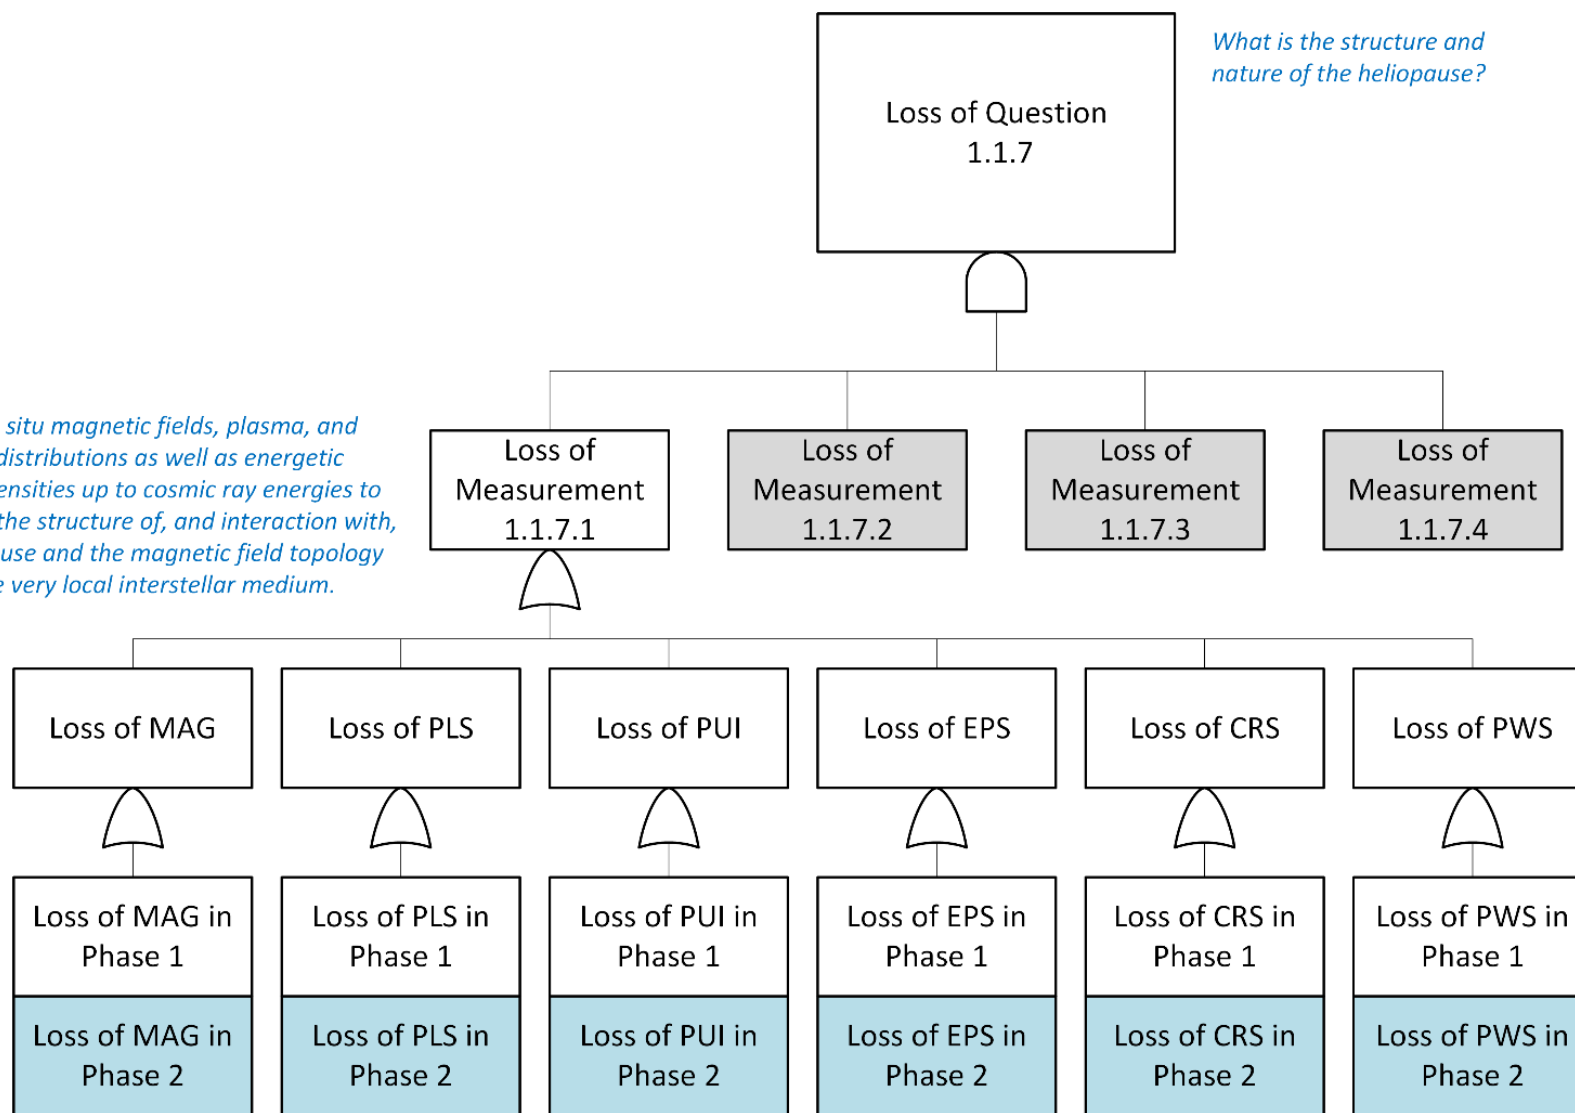 What is the structure and
nature of the heliopause?
Loss of Question
1.1.7
situ magnetic fields, plasma, and
distributions as well as energetic
ensities up to cosmic ray energies to
the structure of, and interaction with,
use and the magnetic field topology
e very local interstellar medium.
Loss of
Measurement
1.1.7.1
Loss of
Measurement
1.1.7.2
Loss of
Measurement
1.1.7.3
Loss of
Measurement
1.1.7.4
Loss of MAG
Loss of PLS
Loss of PUI
Loss of EPS
Loss of CRS
Loss of PWS
Loss of MAG in
Phase 1
Loss of PLS in
Phase 1
Loss of PUI in
Phase 1
Loss of EPS in
Phase 1
Loss of CRS in
Phase 1
Loss of PWS in
Phase 1
Loss of MAG in
Phase 2
Loss of PLS in
Phase 2
Loss of PUI in
Phase 2
Loss of EPS in
Phase 2
Loss of CRS in
Phase 2
Loss of PWS in
Phase 2